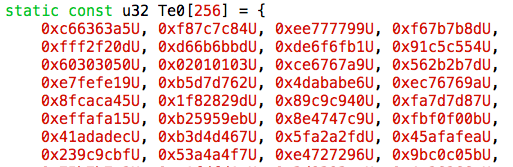 static const u32 Te0[256] = {
0xc66363a5U, 0xf87c7c84U, 0xee777799U, 0xf67b7b8dU,
0xfff2f20dU, 0xd66b6bbdU, 0xde6f6fb1U, 0x91c5c554U,
0x60303050U, 0x02010103U, 0xce6767a9U, 0x562b2b7dU,
0xe7fefe19U, 0xb5d7d762U, 0x4dababe6U, 0xec76769aU,
0x8fcaca45U, 0x1f82829dU, 0x89c9c940U, 0xfa7d7d87U,
0xeffafa15U, 0xb25959ebU, 0x8e4747c9U, 0xfbf0f00bU,
0x41adadecU, 0xb3d4d467U, 0x5fa2a2fdU, 0x45afafeaU,
0x239c9cbfU, 0x53a4a4f7U, 0xe4727296U, 0x9bc0c05bU,